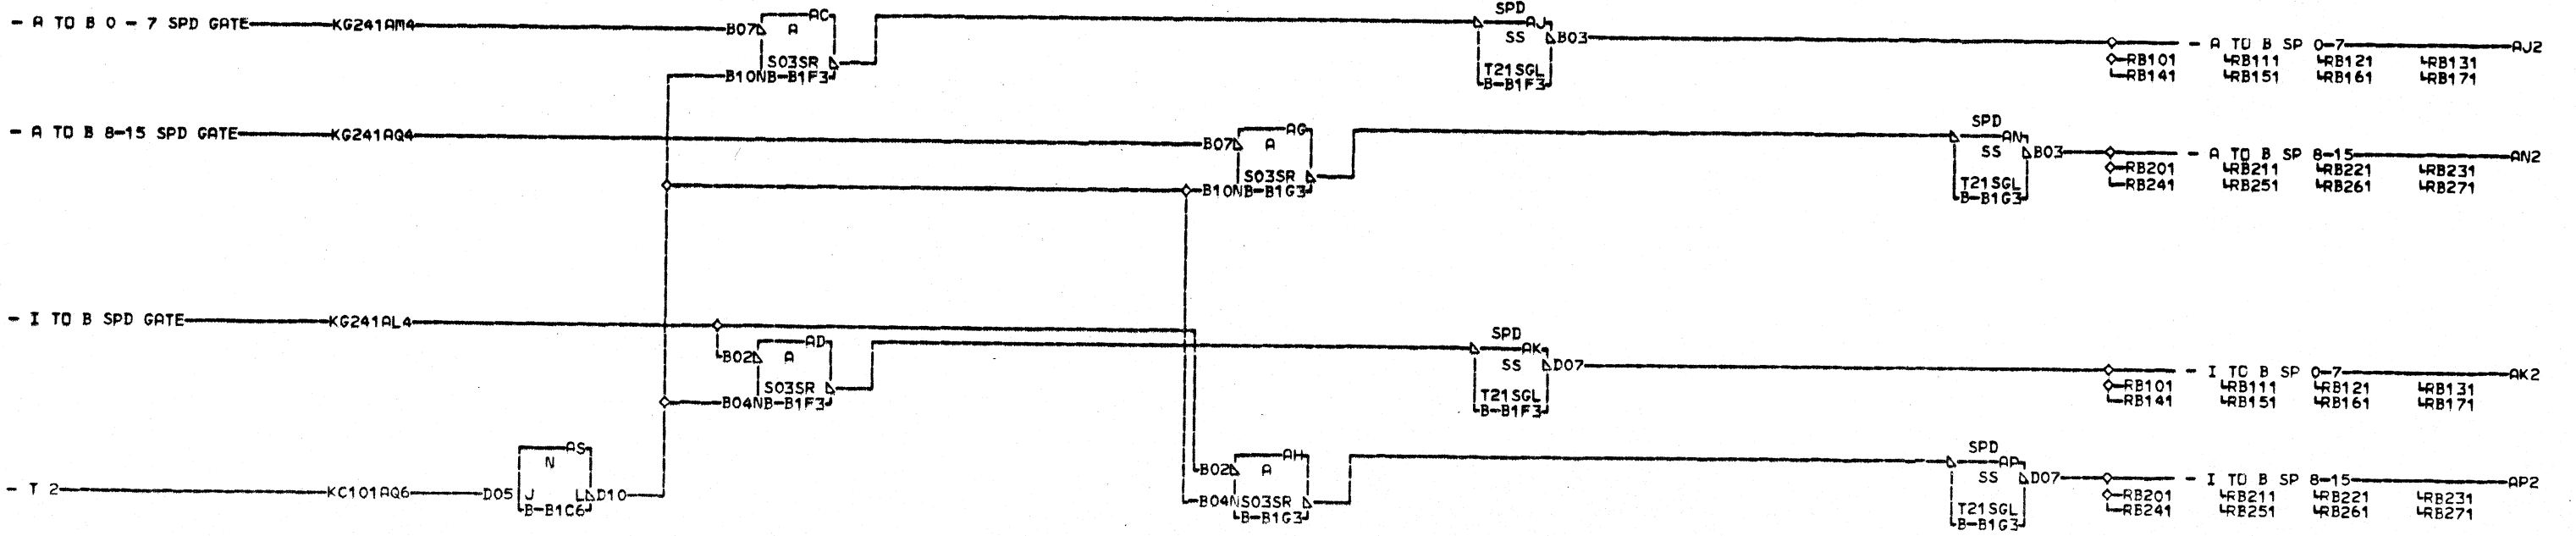 - A TO B 0 - 7 SPD GATE KG241AM4 B07 A AC
S03SR
B10NB-B1F3
SPD
AJ
SS B03
T21SGL
B-B1F3
- A TO B SP 0-7 AJ2
RB101 RB111 RB121 RB131
RB141 RB151 RB161 RB171
- A TO B 8-15 SPD GATE KG241AQ4 B07 A AG
S03SR
B10NB-B1G3
SPD
AN
SS B03
T21SGL
B-B1G3
- A TO B SP 8-15 AN2
RB201 RB211 RB221 RB231
RB241 RB251 RB261 RB271
- I TO B SPD GATE KG241AL4
B02 A AD
S03SR
B04NB-B1F3
SPD
AK
SS D07
T21SGL
B-B1F3
- I TO B SP 0-7 AK2
RB101 RB111 RB121 RB131
RB141 RB151 RB161 RB171
- T 2 KC101AQ6 D05 J L D10
AS
N
B-B1C6
B02 A AH
B04NS03SR
B-B1G3
SPD
AP
SS D07
T21SGL
B-B1G3
- I TO B SP 8-15 AP2
RB201 RB211 RB221 RB231
RB241 RB251 RB261 RB271